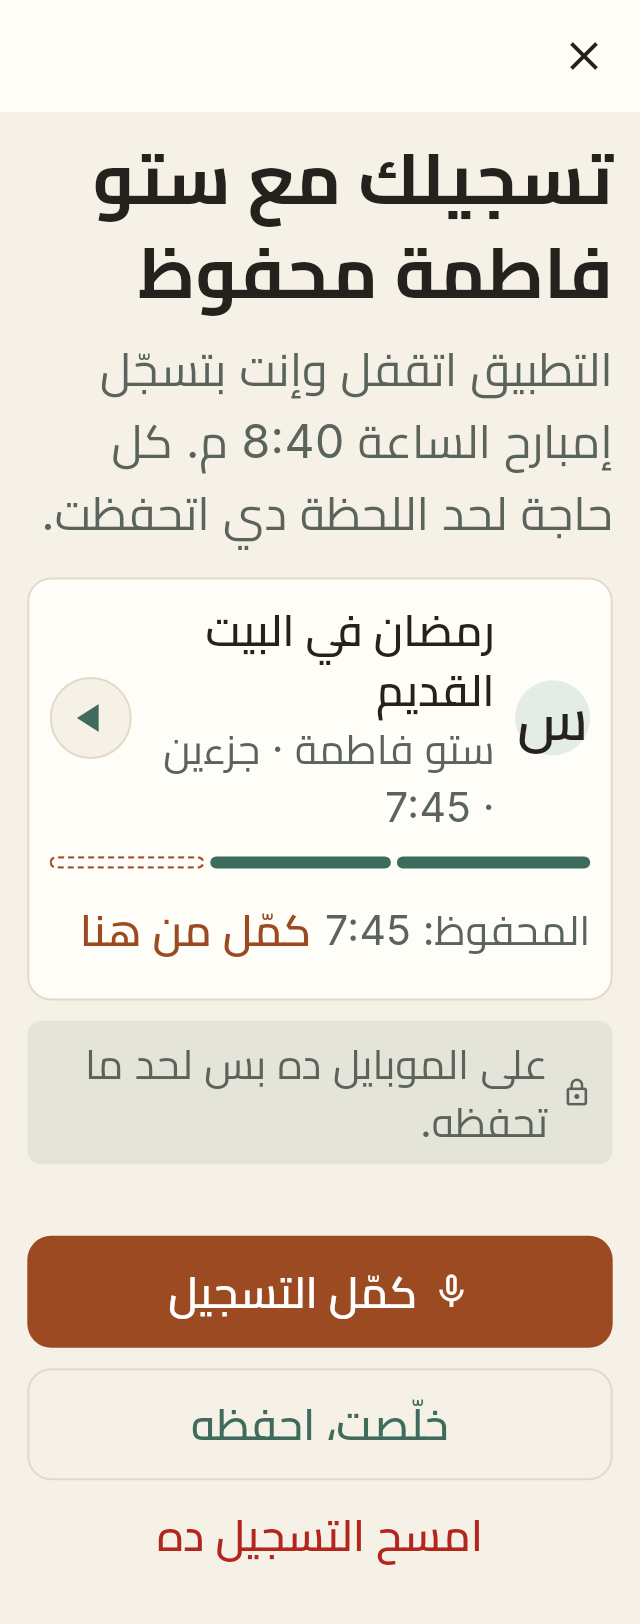 تسجيلك مع ستو
فاطمة محفوظ
التطبيق اتقفل وإنت بتسجّل
إمبارح الساعة 8:40 م. كل
حاجة لحد اللحظة دي اتحفظت.
س
رمضان في البيت
القديم
ستو فاطمة · جزءين
· 7:45
المحفوظ: 7:45 كمّل من هنا
على الموبايل ده بس لحد ما
تحفظه.
كمّل التسجيل
خلّصت، احفظه
امسح التسجيل ده